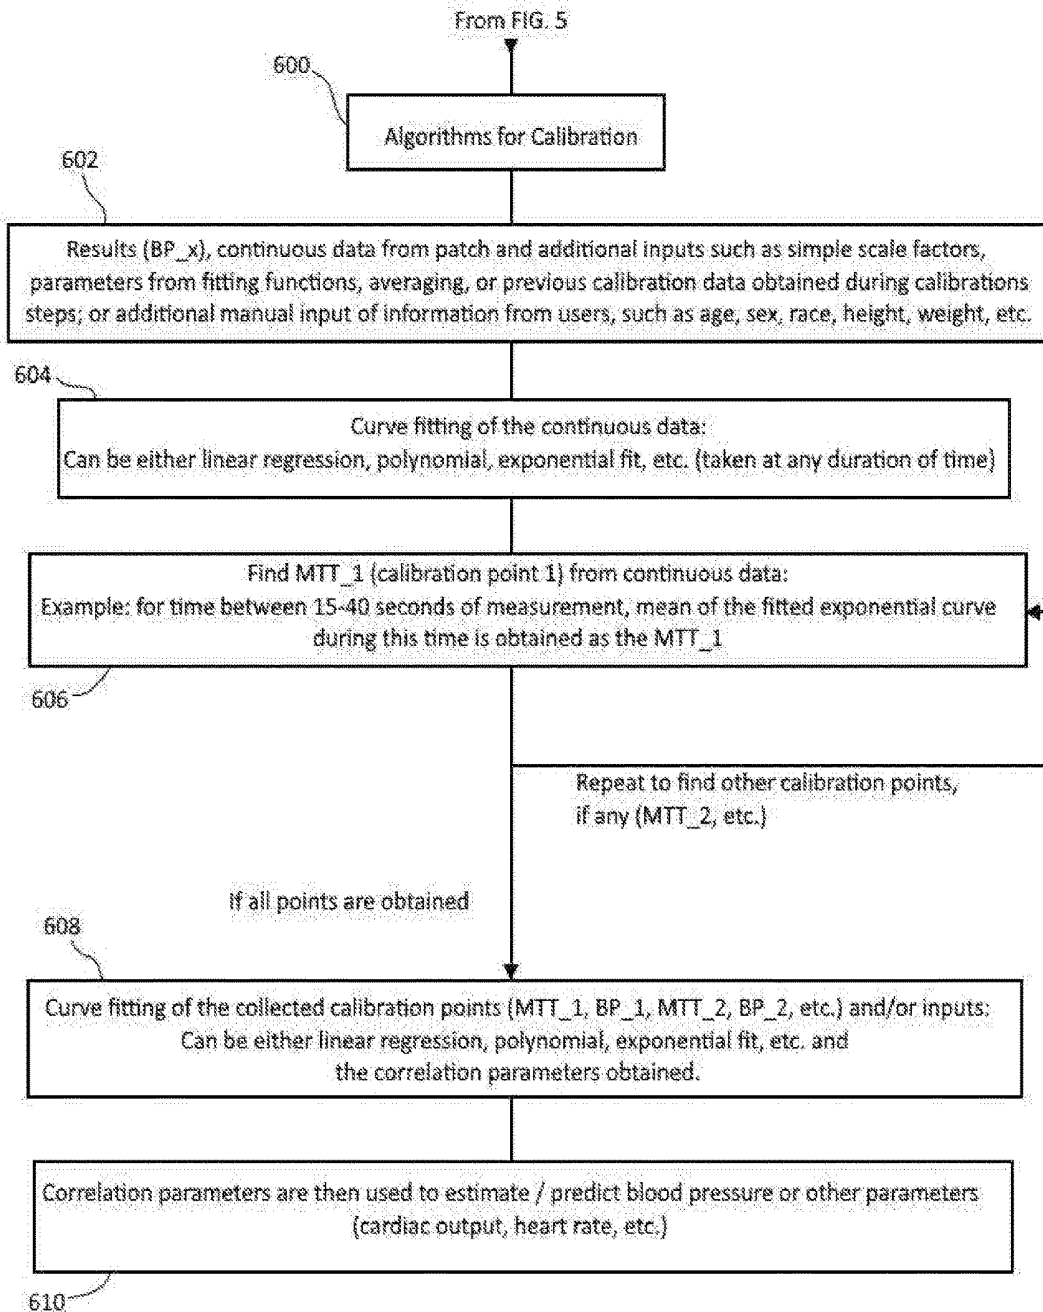 From FIG. 5
600
Algorithms for Calibration
602
Results (BP_x), continuous data from patch and additional inputs such as simple scale factors,
parameters from fitting functions, averaging, or previous calibration data obtained during calibrations
steps; or additional manual input of information from users, such as age, sex, race, height, weight, etc.
604
Curve fitting of the continuous data:
Can be either linear regression, polynomial, exponential fit, etc. (taken at any duration of time)
Find MTT_1 (calibration point 1) from continuous data:
Example: for time between 15-40 seconds of measurement, mean of the fitted exponential curve
during this time is obtained as the MTT_1
606
Repeat to find other calibration points,
if any (MTT_2, etc.)
If all points are obtained
608
Curve fitting of the collected calibration points (MTT_1, BP_1, MTT_2, BP_2, etc.) and/or inputs:
Can be either linear regression, polynomial, exponential fit, etc. and
the correlation parameters obtained.
Correlation parameters are then used to estimate / predict blood pressure or other parameters
(cardiac output, heart rate, etc.)
610